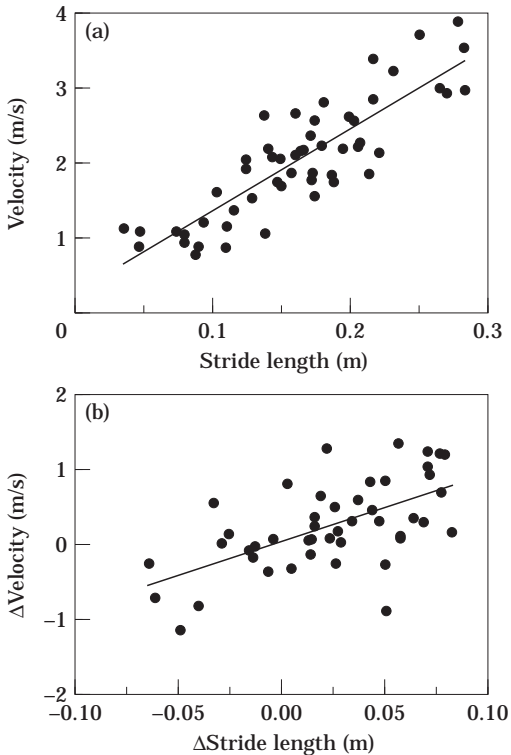 4
(a)
3
2
1
Velocity (m/s)
0 0.1 0.2 0.3
Stride length (m)
2
(b)
1
0
−1
−2
ΔVelocity (m/s)
−0.10 −0.05 0.00 0.05 0.10
ΔStride length (m)